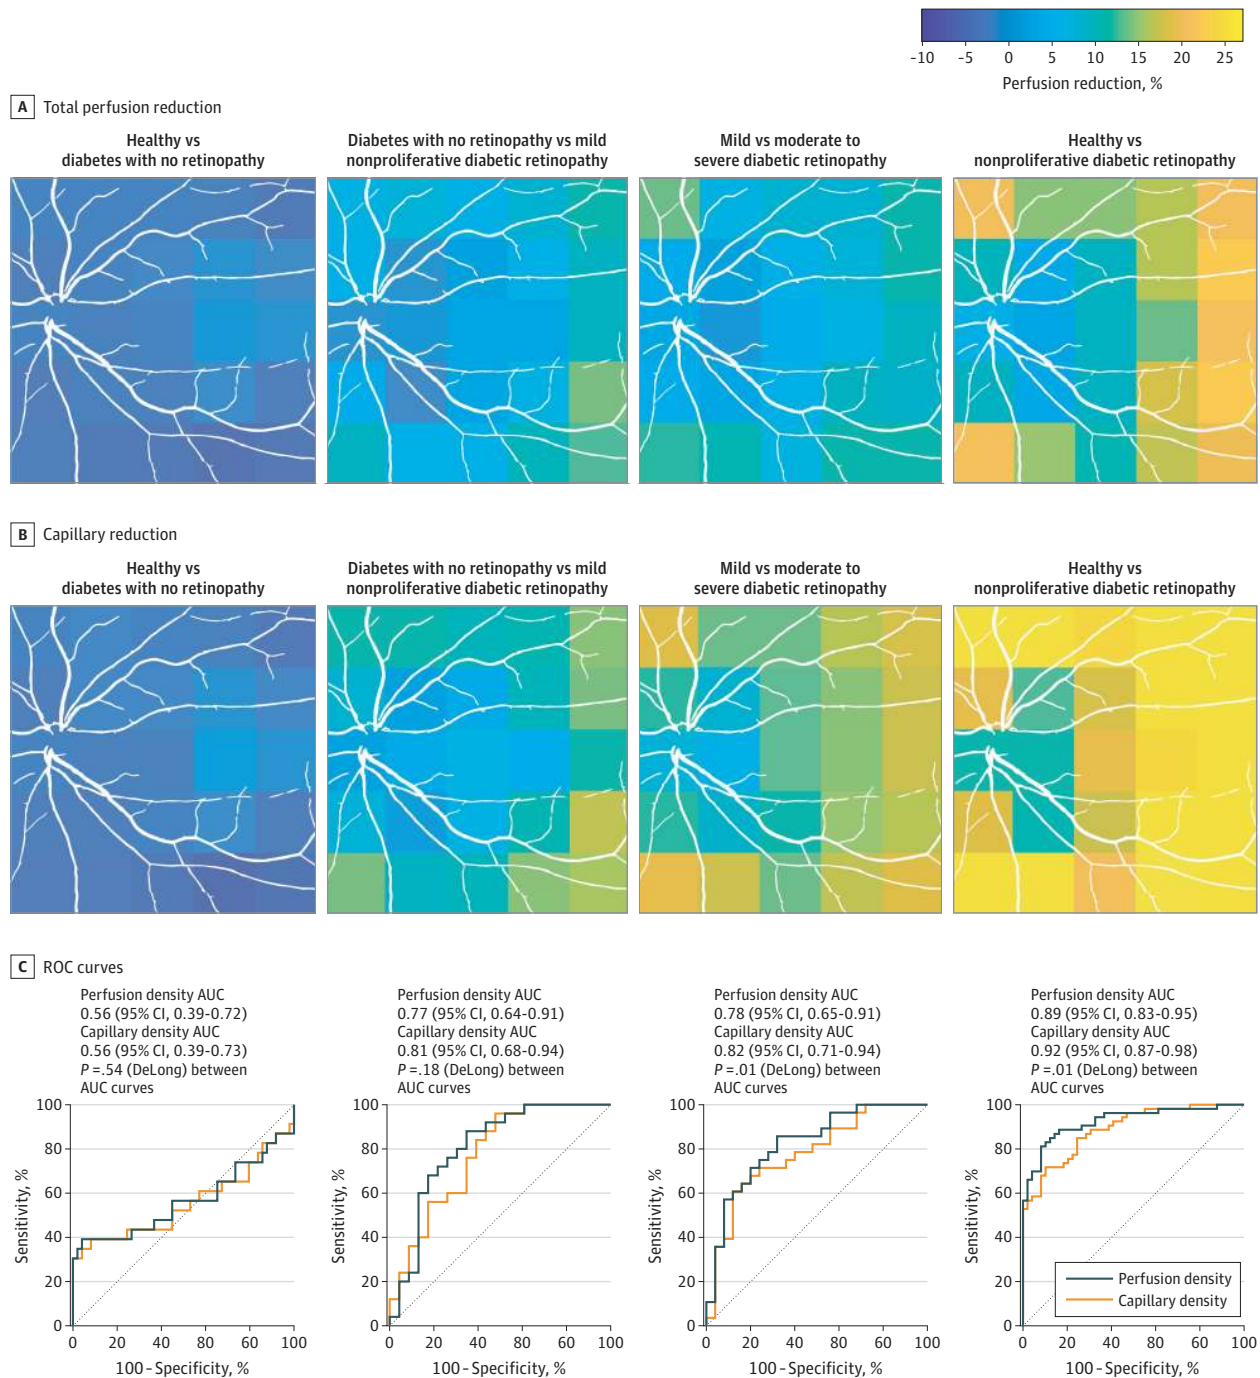 -10 -5 0 5 10 15 20 25
Perfusion reduction, %
A Total perfusion reduction
Healthy vs
diabetes with no retinopathy
Diabetes with no retinopathy vs mild
nonproliferative diabetic retinopathy
Mild vs moderate to
severe diabetic retinopathy
Healthy vs
nonproliferative diabetic retinopathy
B Capillary reduction
Healthy vs
diabetes with no retinopathy
Diabetes with no retinopathy vs mild
nonproliferative diabetic retinopathy
Mild vs moderate to
severe diabetic retinopathy
Healthy vs
nonproliferative diabetic retinopathy
C ROC curves
Perfusion density AUC
0.56 (95% CI, 0.39-0.72)
Capillary density AUC
0.56 (95% CI, 0.39-0.73)
P =.54 (DeLong) between
AUC curves
100
80
60
40
20
0
Sensitivity, %
0 20 40 60 80 80 100
100 – Specificity, %
Perfusion density AUC
0.77 (95% CI, 0.64-0.91)
Capillary density AUC
0.81 (95% CI, 0.68-0.94)
P =.18 (DeLong) between
AUC curves
100
80
60
40
20
0
Sensitivity, %
0 20 40 80 60 100
100 – Specificity, %
Perfusion density AUC
0.78 (95% CI, 0.65-0.91)
Capillary density AUC
0.82 (95% CI, 0.71-0.94)
P =.01 (DeLong) between
AUC curves
100
80
60
40
20
0
Sensitivity, %
0 20 40 60 80 100
100 – Specificity, %
Perfusion density AUC
0.89 (95% CI, 0.83-0.95)
Capillary density AUC
0.92 (95% CI, 0.87-0.98)
P =.01 (DeLong) between
AUC curves
100
80
60
40
20
0
Sensitivity, %
Perfusion density
Capillary density
0 20 40 80 60 100
100 – Specificity, %